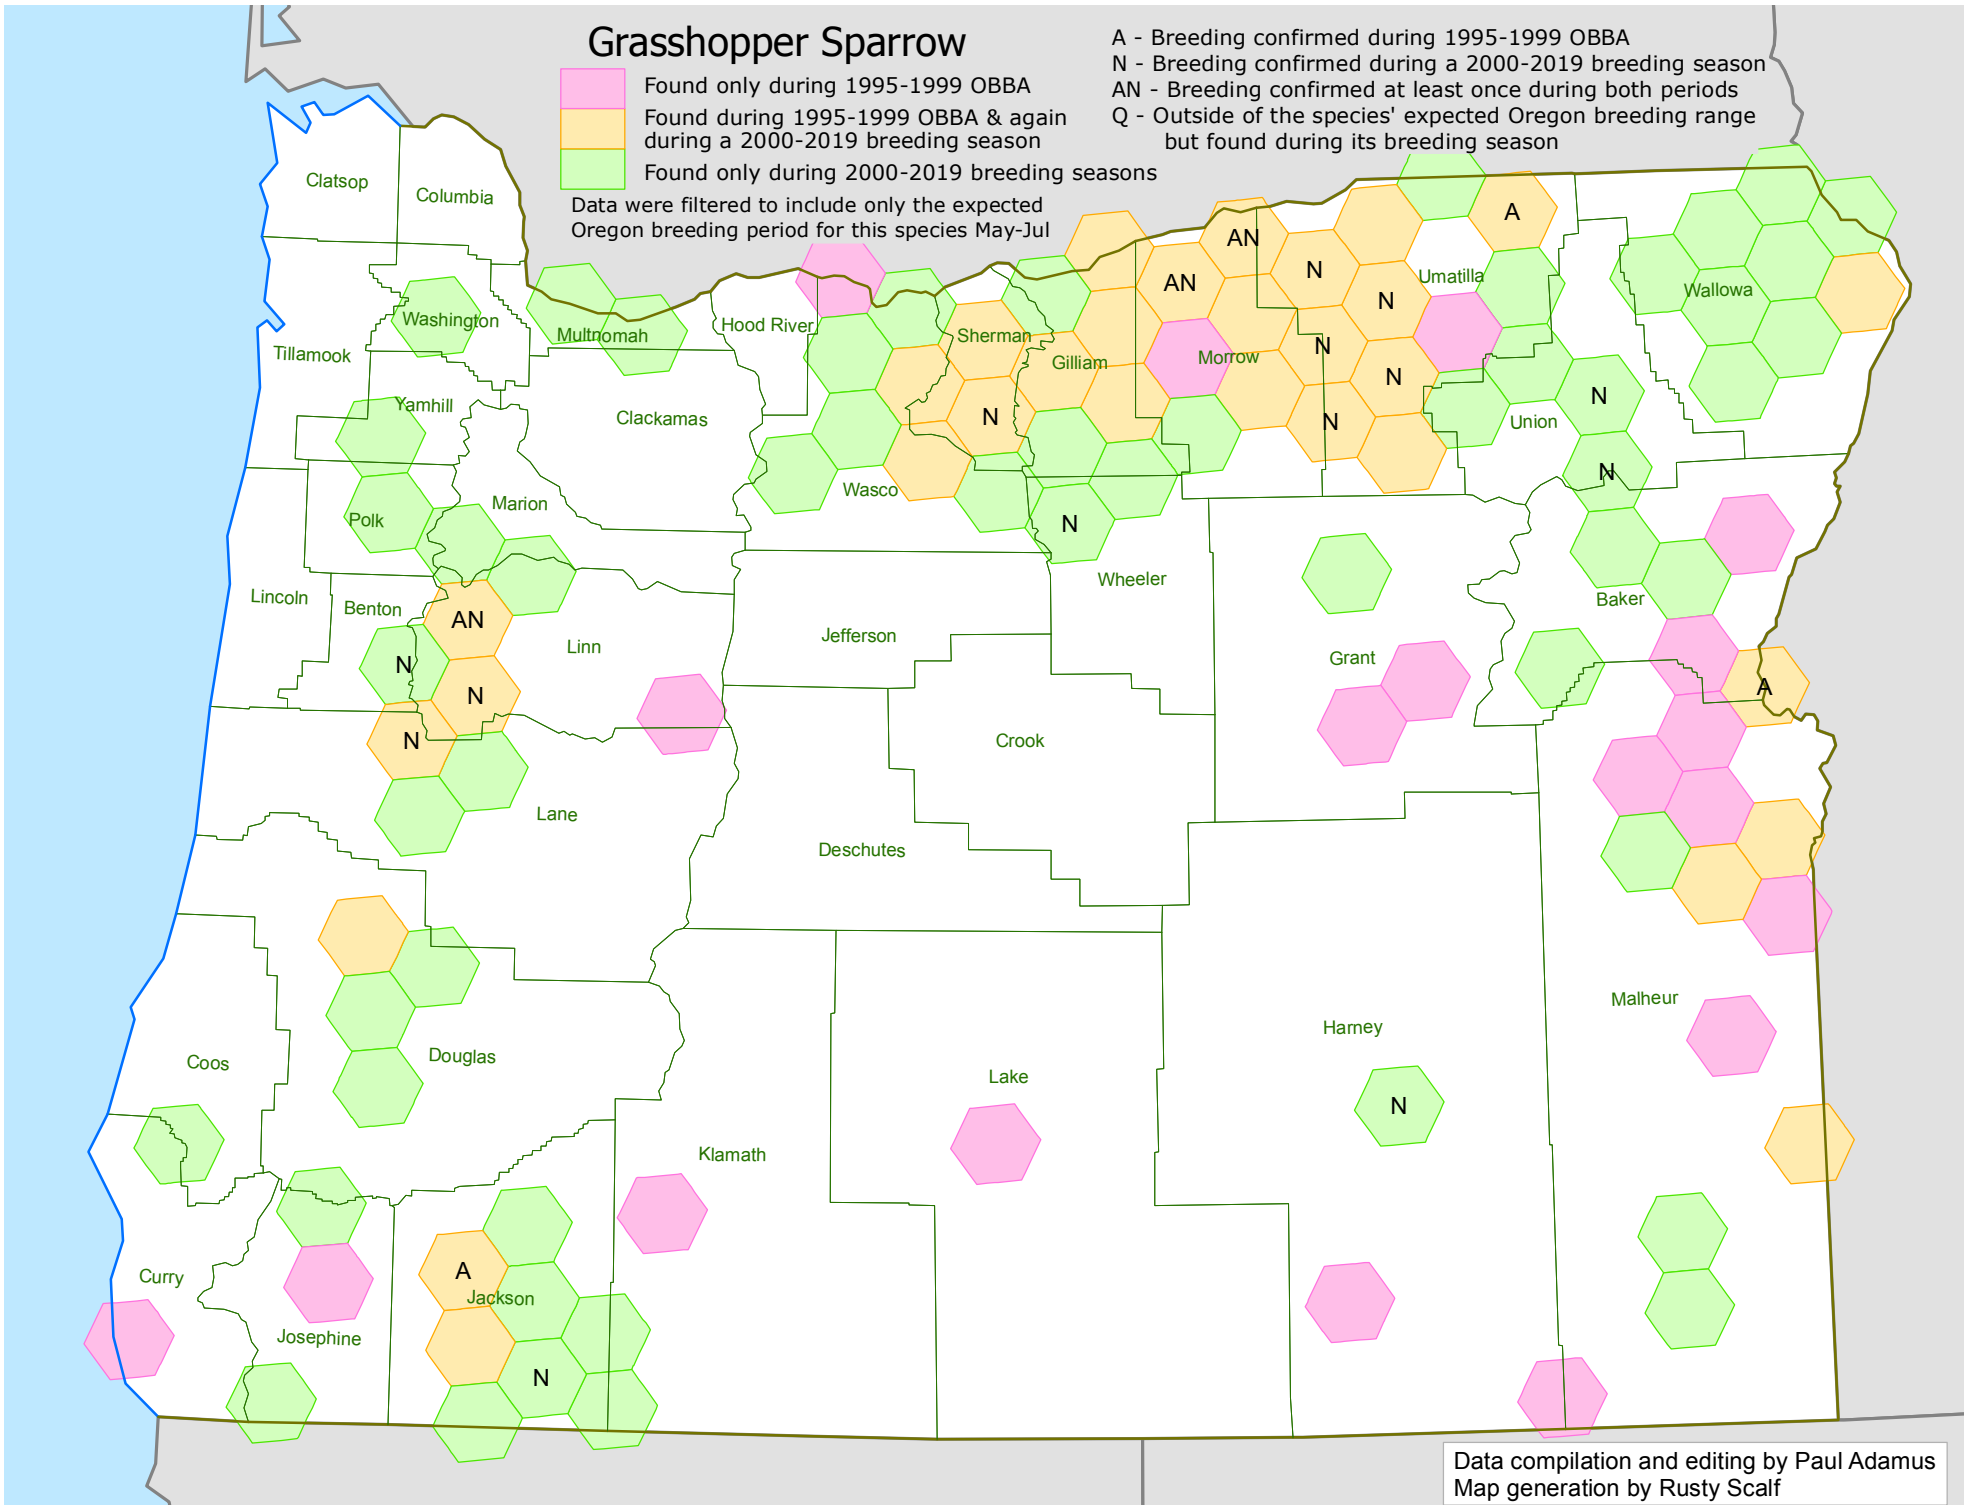 Grasshopper Sparrow
Found only during 1995-1999 OBBA
Found during 1995-1999 OBBA & again
during a 2000-2019 breeding season
Found only during 2000-2019 breeding seasons
Data were filtered to include only the expected
Oregon breeding period for this species May-Jul
A - Breeding confirmed during 1995-1999 OBBA
N - Breeding confirmed during a 2000-2019 breeding season
AN - Breeding confirmed at least once during both periods
Q - Outside of the species' expected Oregon breeding range
but found during its breeding season
Clatsop
Columbia
A
AN
N
Umatilla
AN
Wallowa
N
Washington
Multnomah
Hood River
Sherman
Tillamook
N
Gilliam
Morrow
N
N
Yamhill
Clackamas
N
N
N
Union
Wasco
N
Marion
Polk
N
Wheeler
Lincoln
Benton
AN
Linn
Jefferson
Baker
N
Grant
N
A
N
Crook
Lane
Deschutes
Malheur
Harney
Coos
Douglas
Lake
N
Klamath
Curry
A
Jackson
Josephine
N
Data compilation and editing by Paul Adamus
Map generation by Rusty Scalf